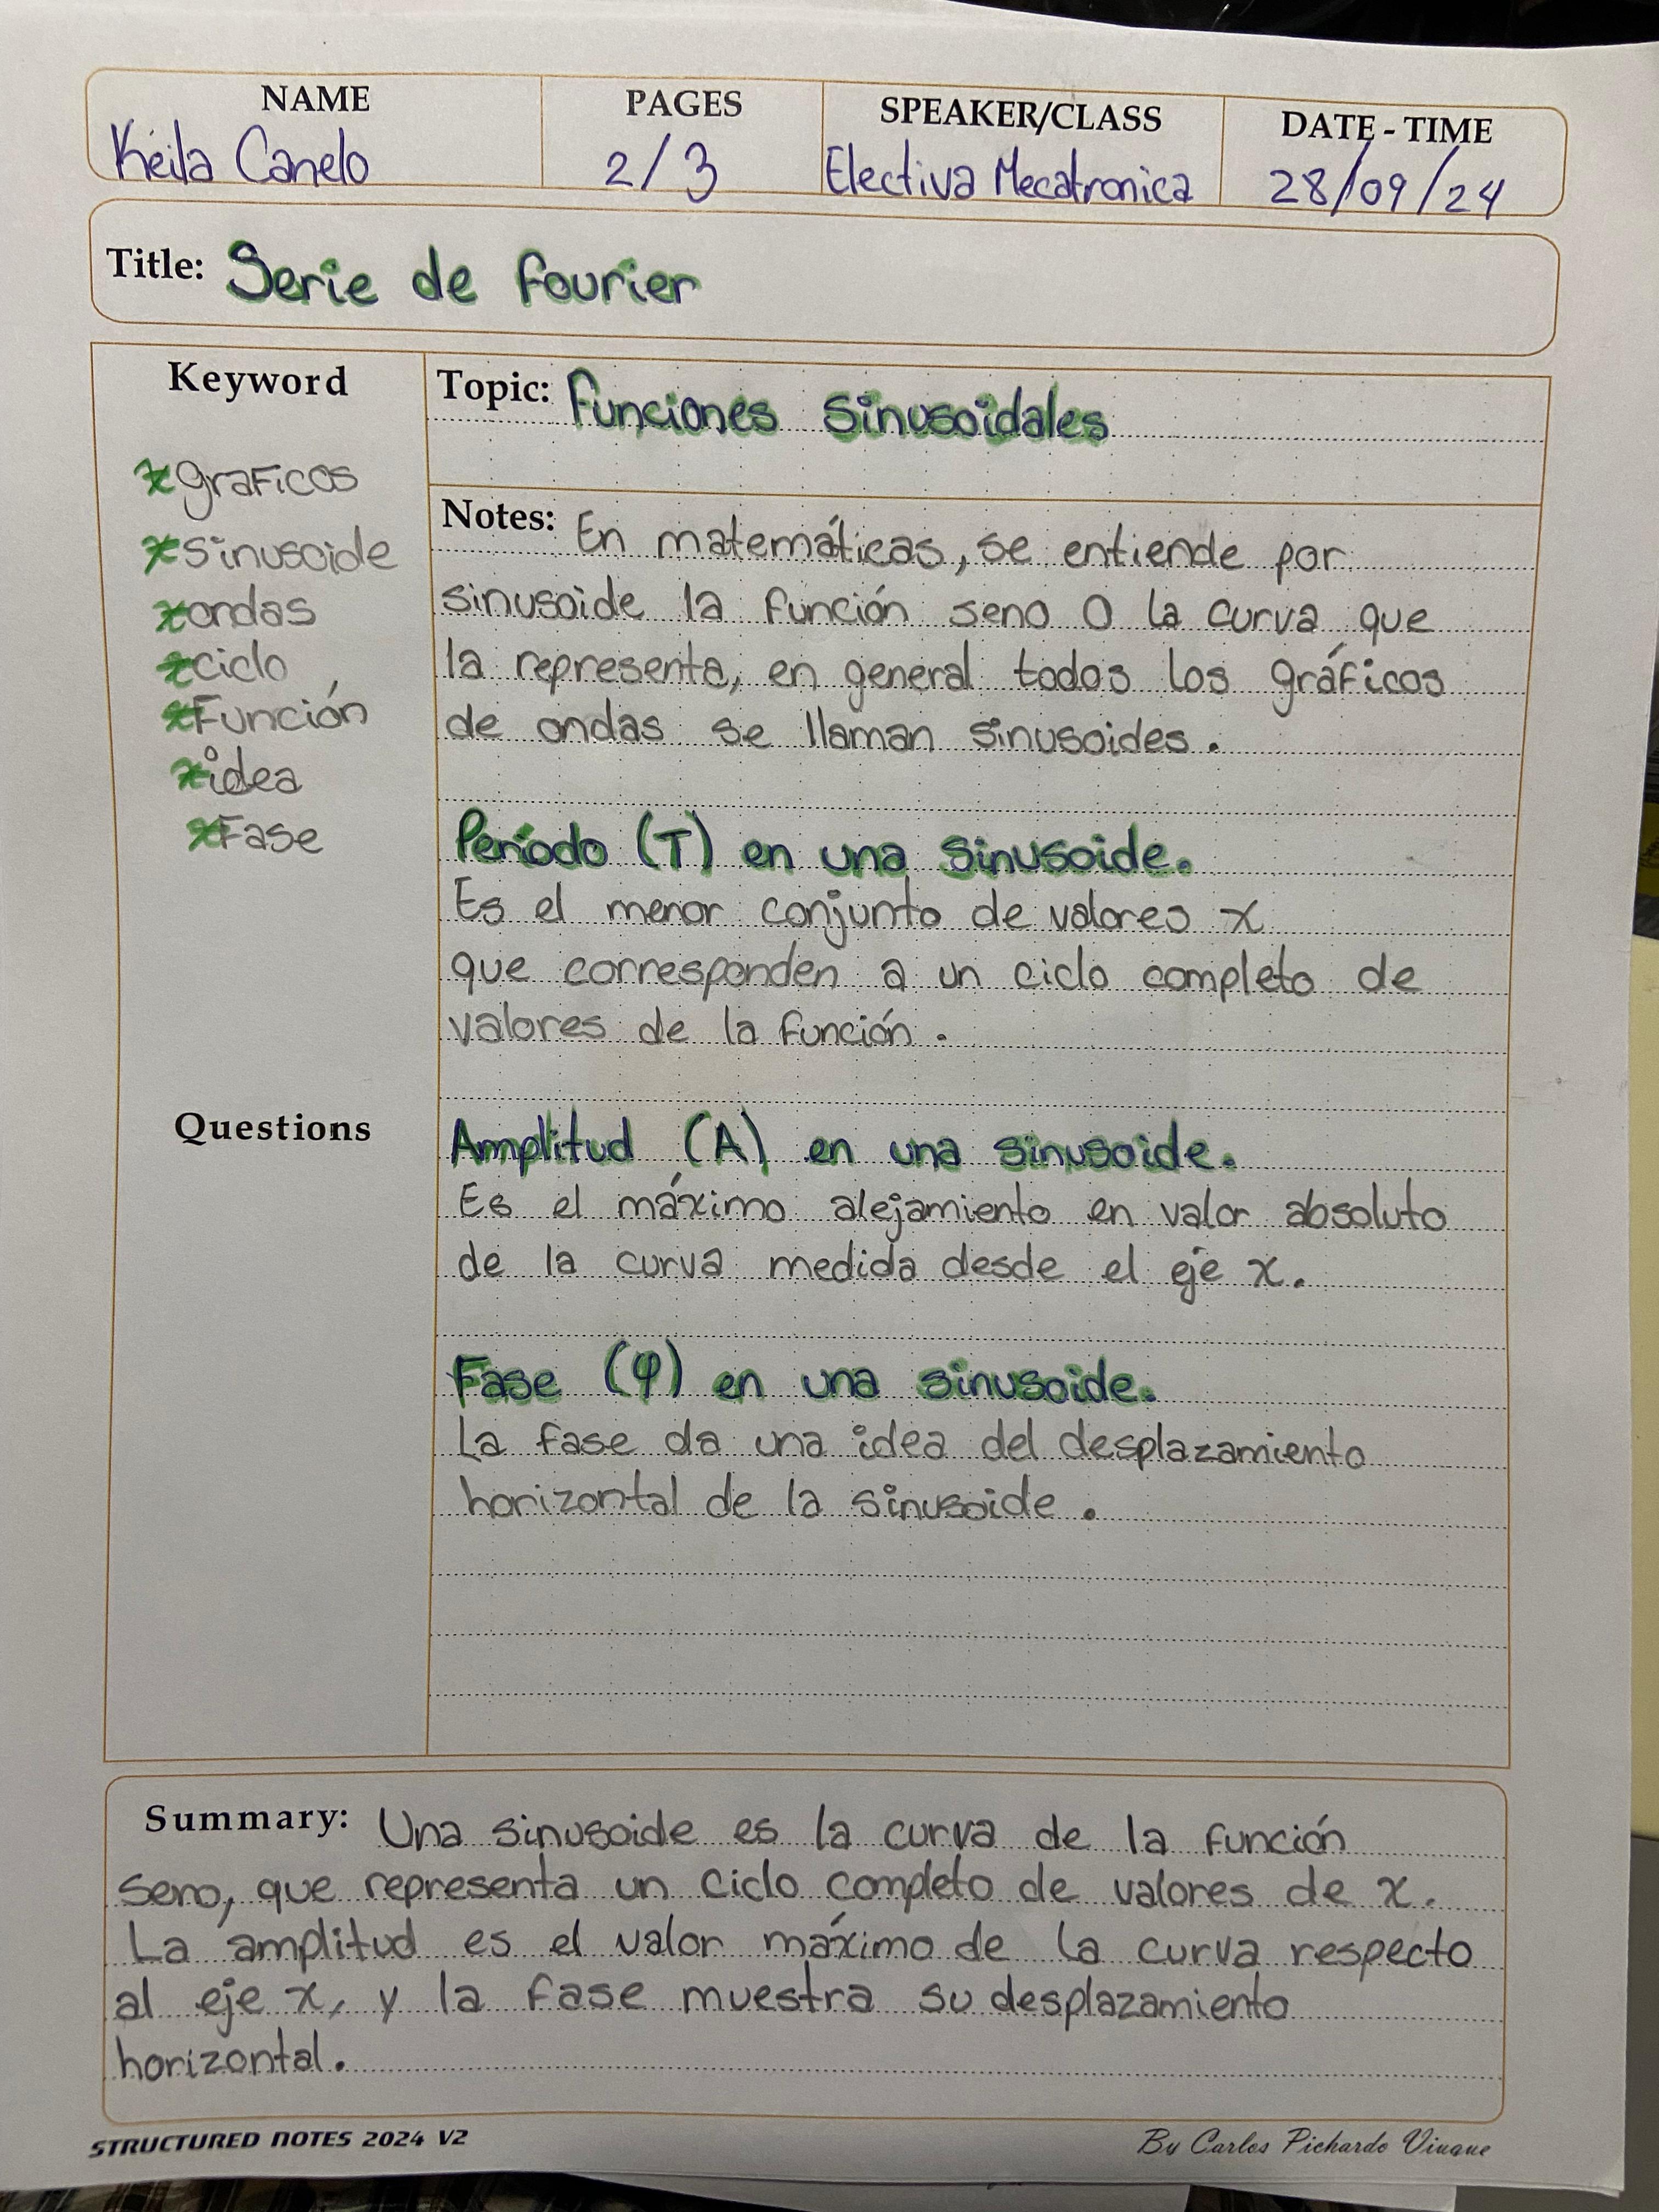 NAME
Keila Canelo
PAGES
2/3
SPEAKER/CLASS
Electiva Mecatronica
DATE - TIME
28/09/24
Title: Serie de fourier
Keyword
*graficos
*sinusoide
*ondas
*ciclo
*Función
*idea
*Fase
Questions
Topic: funciones sinusoidales
Notes: En matemáticas, se entiende por
sinusoide la función seno o la curva que
la representa, en general todos los gráficos
de ondas se llaman sinusoides.
Período (T) en una sinusoide.
Es el menor conjunto de valores x
que corresponden a un ciclo completo de
valores de la función.
Amplitud (A) en una sinusoide.
Es el máximo alejamiento en valor absoluto
de la curva medida desde el eje x.
Fase (φ) en una sinusoide.
La fase da una idea del desplazamiento
horizontal de la sinusoide.
Summary: Una sinusoide es la curva de la función
seno, que representa un ciclo completo de valores de x.
La amplitud es el valor máximo de la curva respecto
al eje x, y la fase muestra su desplazamiento
horizontal.
STRUCTURED NOTES 2024 V2
By Carlos Pichardo Viuque